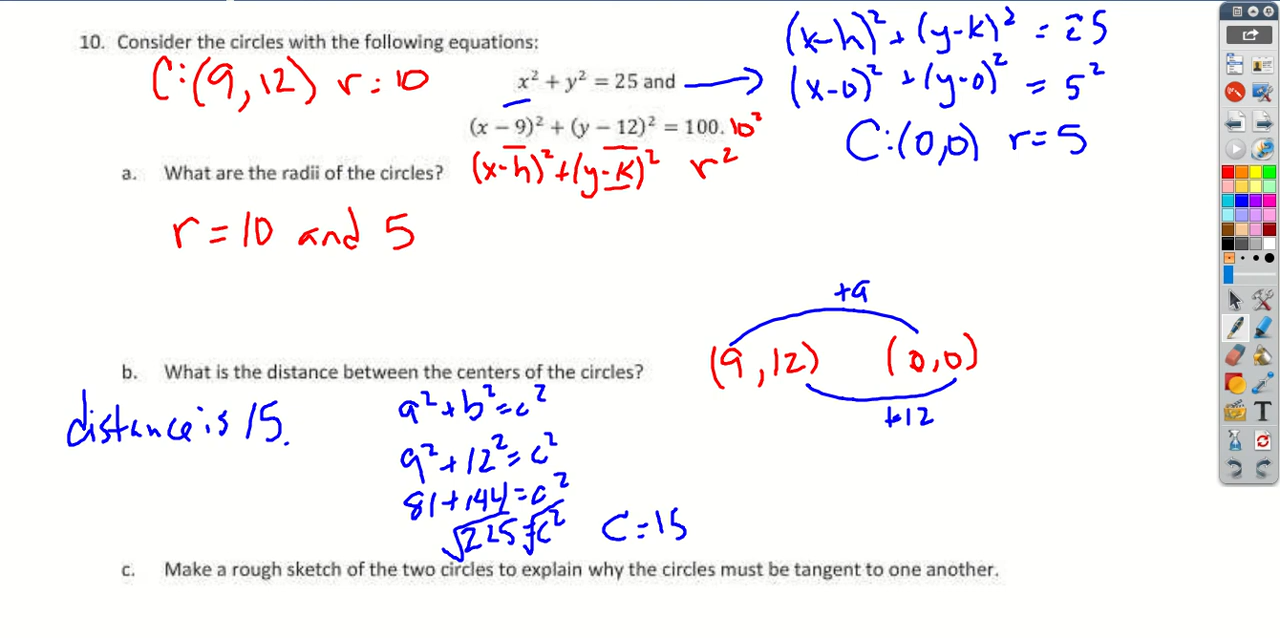 10. Consider the circles with the following equations:
C:(9,12) r=10
x² + y² = 25 and
(x-h)² + (y-k)² = 25
(x-0)² + (y-0)² = 5²
C:(0,0) r=5
(x − 9)² + (y − 12)² = 100. 10²
(x-h)² + (y-k)² r²
a. What are the radii of the circles?
r = 10 and 5
+9
(9,12) (0,0)
+12
b. What is the distance between the centers of the circles?
distance is 15.
a² + b² = c²
9² + 12² = c²
81 + 144 = c²
√225 = √c² C=15
c. Make a rough sketch of the two circles to explain why the circles must be tangent to one another.
T